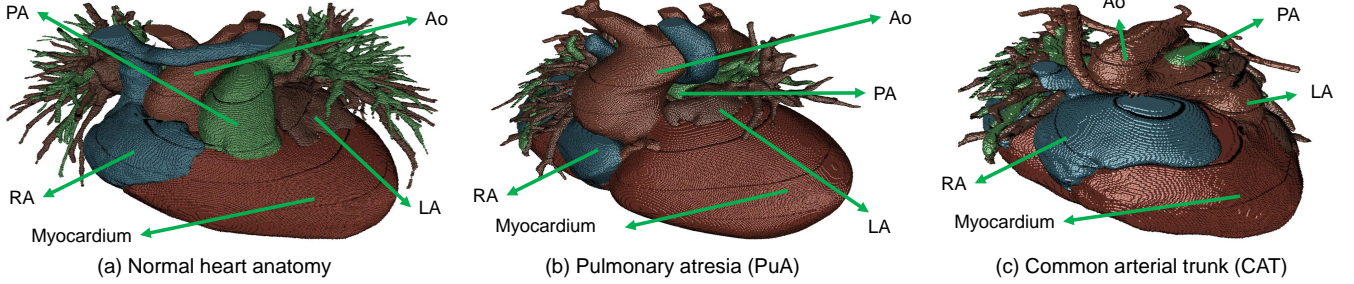 PA
Ao
RA
LA
Myocardium
(a) Normal heart anatomy
Ao
PA
RA
LA
Myocardium
(b) Pulmonary atresia (PuA)
Ao
PA
LA
RA
Myocardium
(c) Common arterial trunk (CAT)